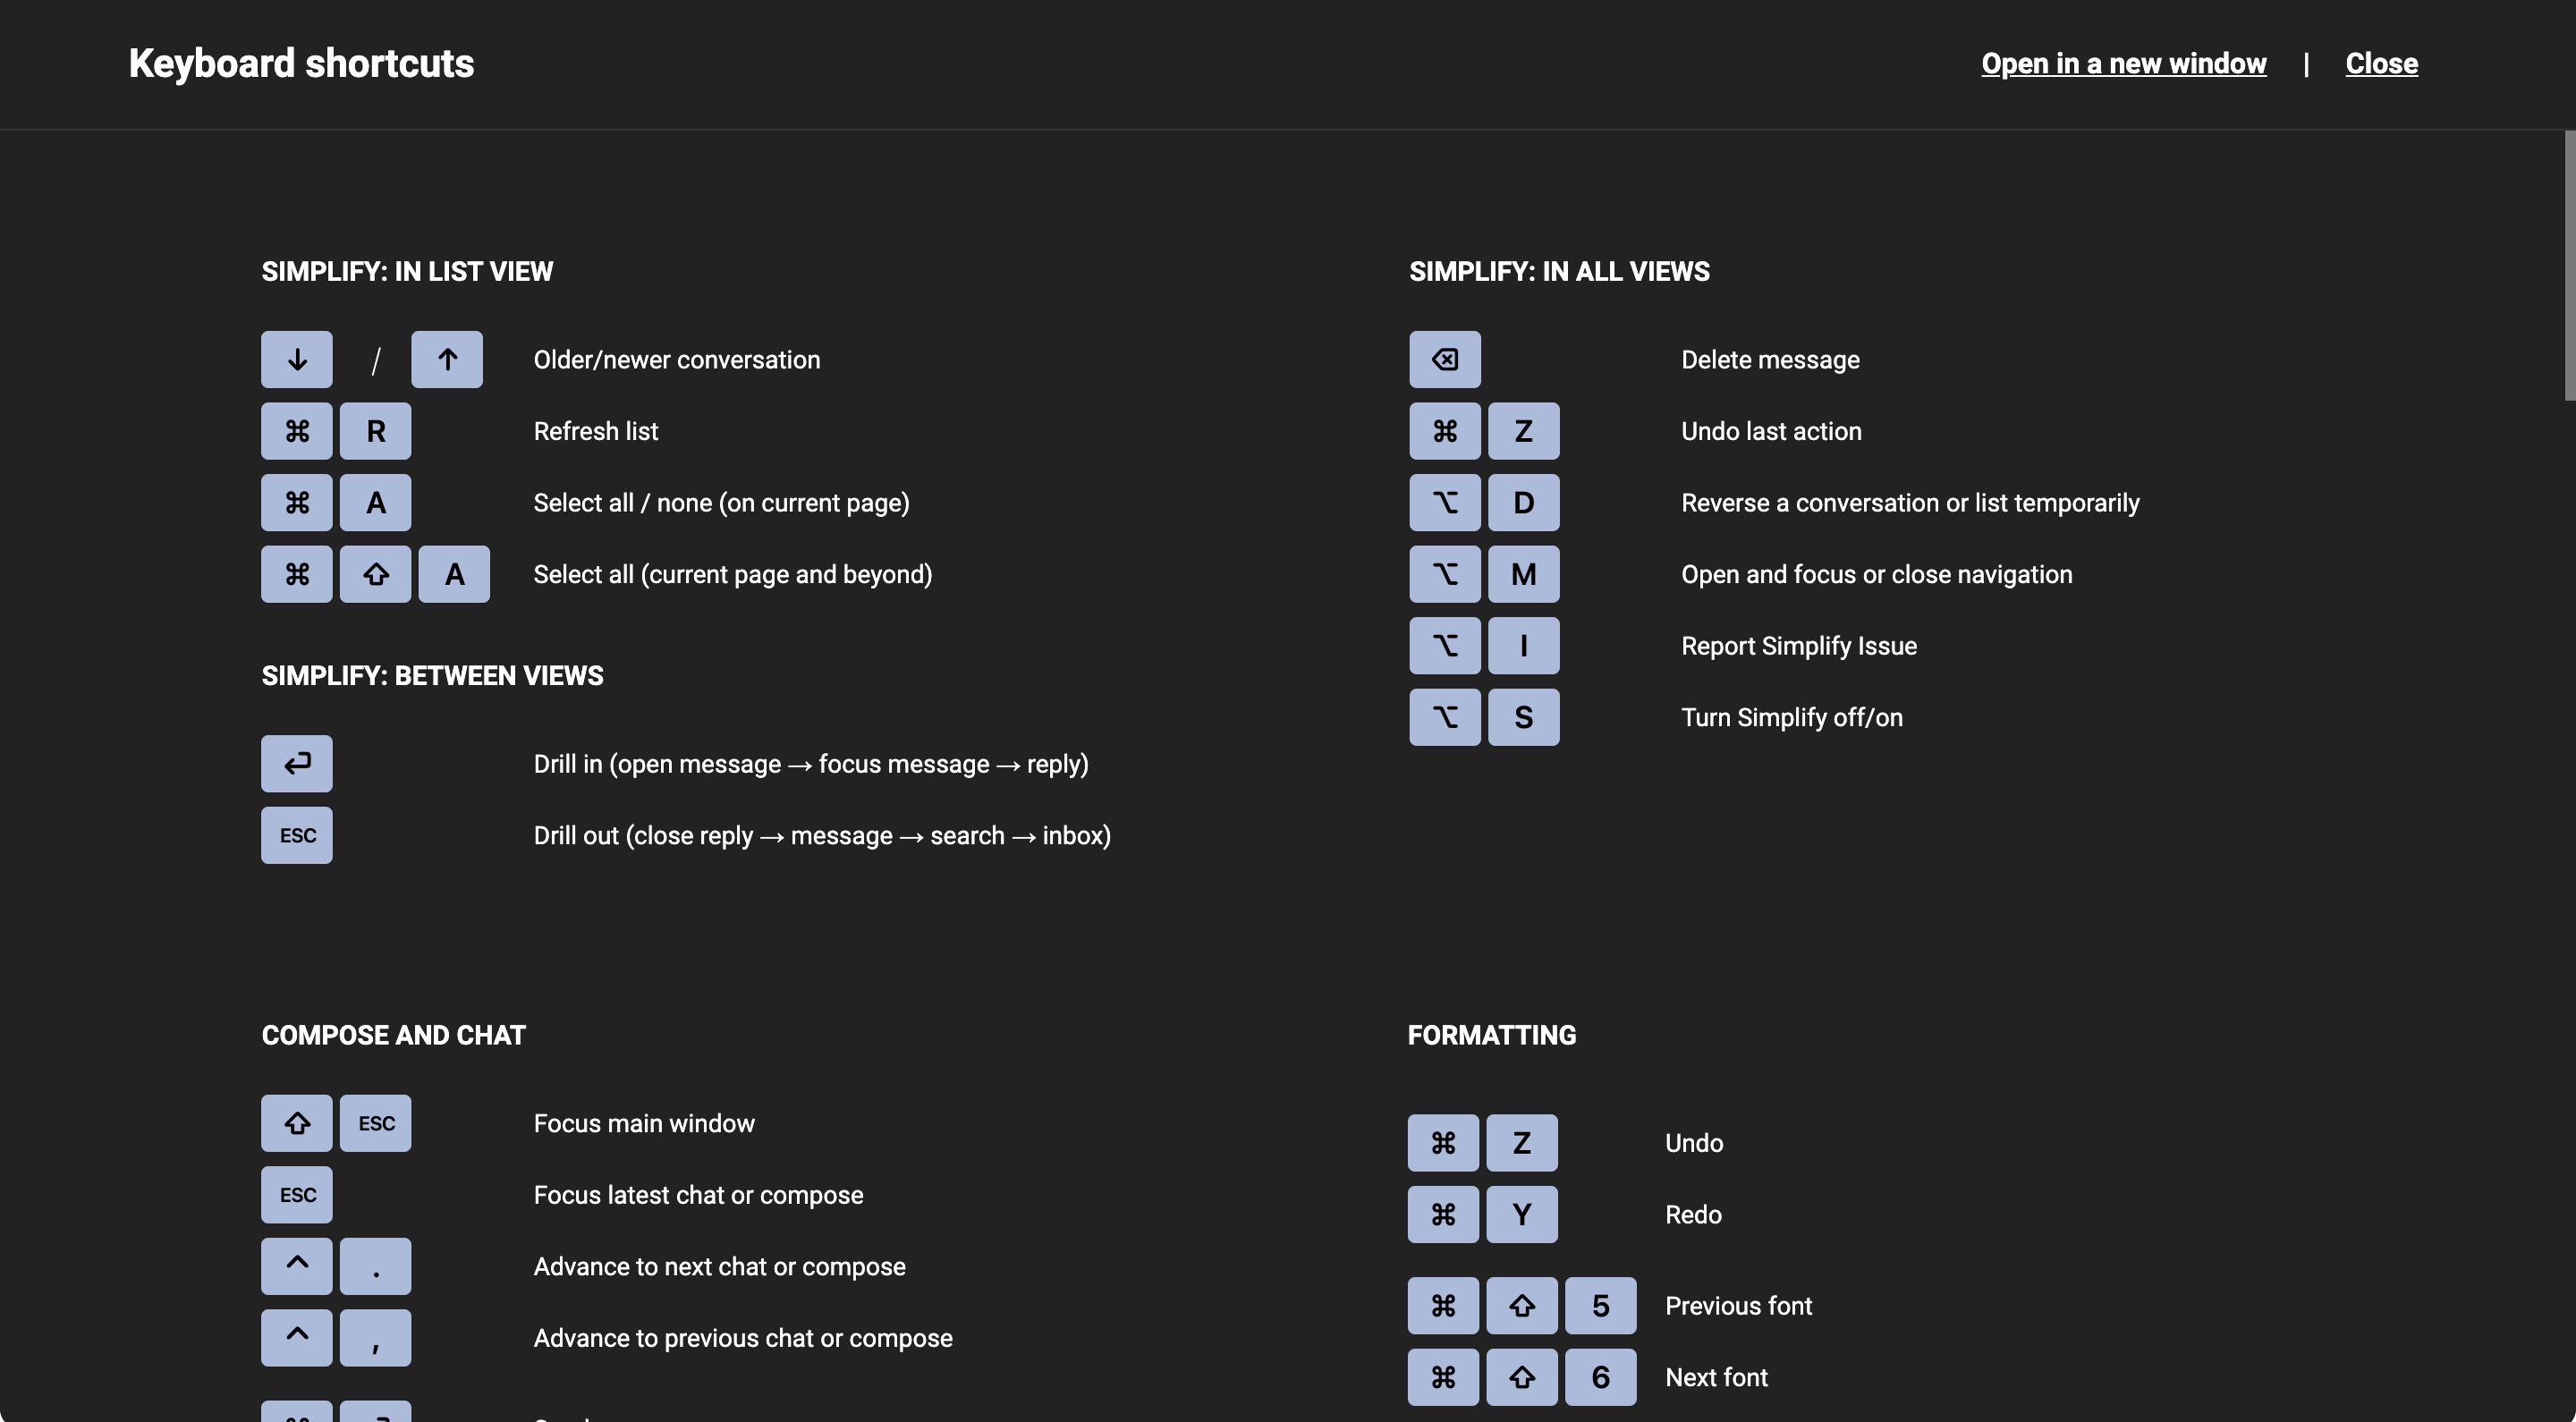 Keyboard shortcuts
Open in a new window | Close
SIMPLIFY: IN LIST VIEW
↓ / ↑ Older/newer conversation
⌘ R Refresh list
⌘ A Select all / none (on current page)
⌘ ⇧ A Select all (current page and beyond)
SIMPLIFY: BETWEEN VIEWS
↵ Drill in (open message → focus message → reply)
ESC Drill out (close reply → message → search → inbox)
SIMPLIFY: IN ALL VIEWS
⌫ Delete message
⌘ Z Undo last action
⌥ D Reverse a conversation or list temporarily
⌥ M Open and focus or close navigation
⌥ I Report Simplify Issue
⌥ S Turn Simplify off/on
COMPOSE AND CHAT
⇧ ESC Focus main window
ESC Focus latest chat or compose
^ . Advance to next chat or compose
^ , Advance to previous chat or compose
FORMATTING
⌘ Z Undo
⌘ Y Redo
⌘ ⇧ 5 Previous font
⌘ ⇧ 6 Next font